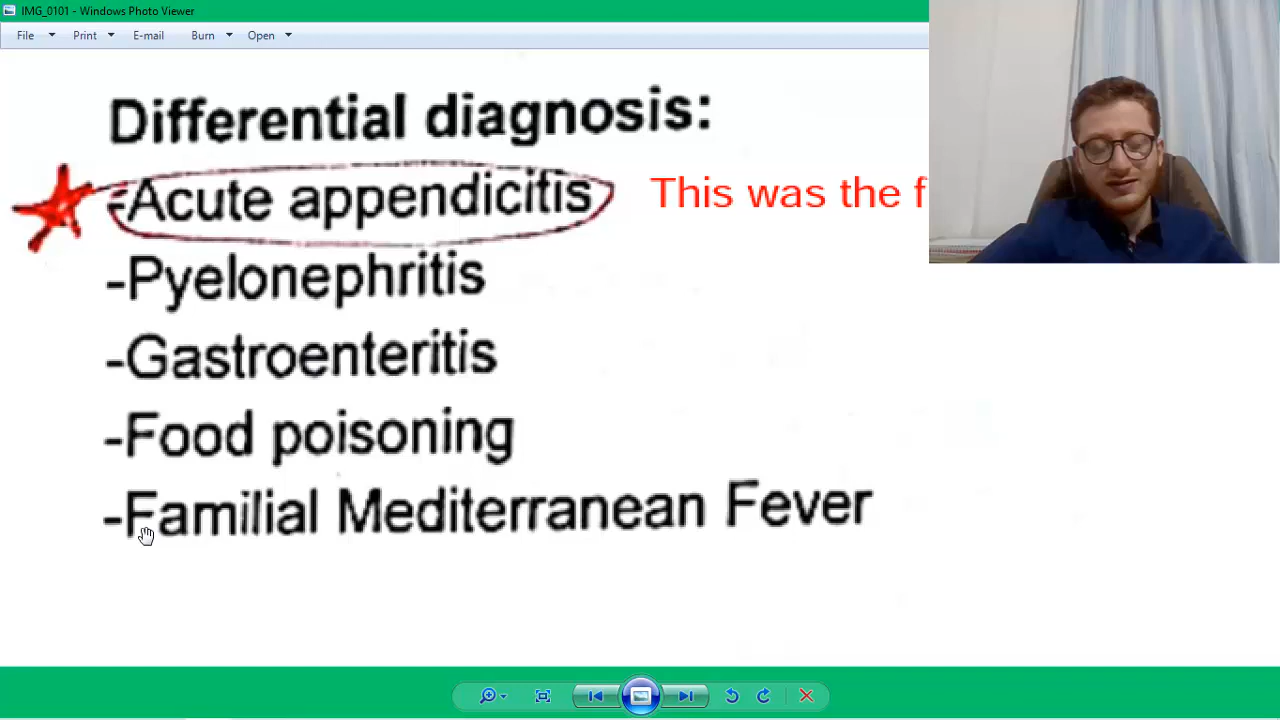 IMG_0101 - Windows Photo Viewer
File Print E-mail Burn Open
Differential diagnosis:
-Acute appendicitis This was the f
-Pyelonephritis
-Gastroenteritis
-Food poisoning
-Familial Mediterranean Fever